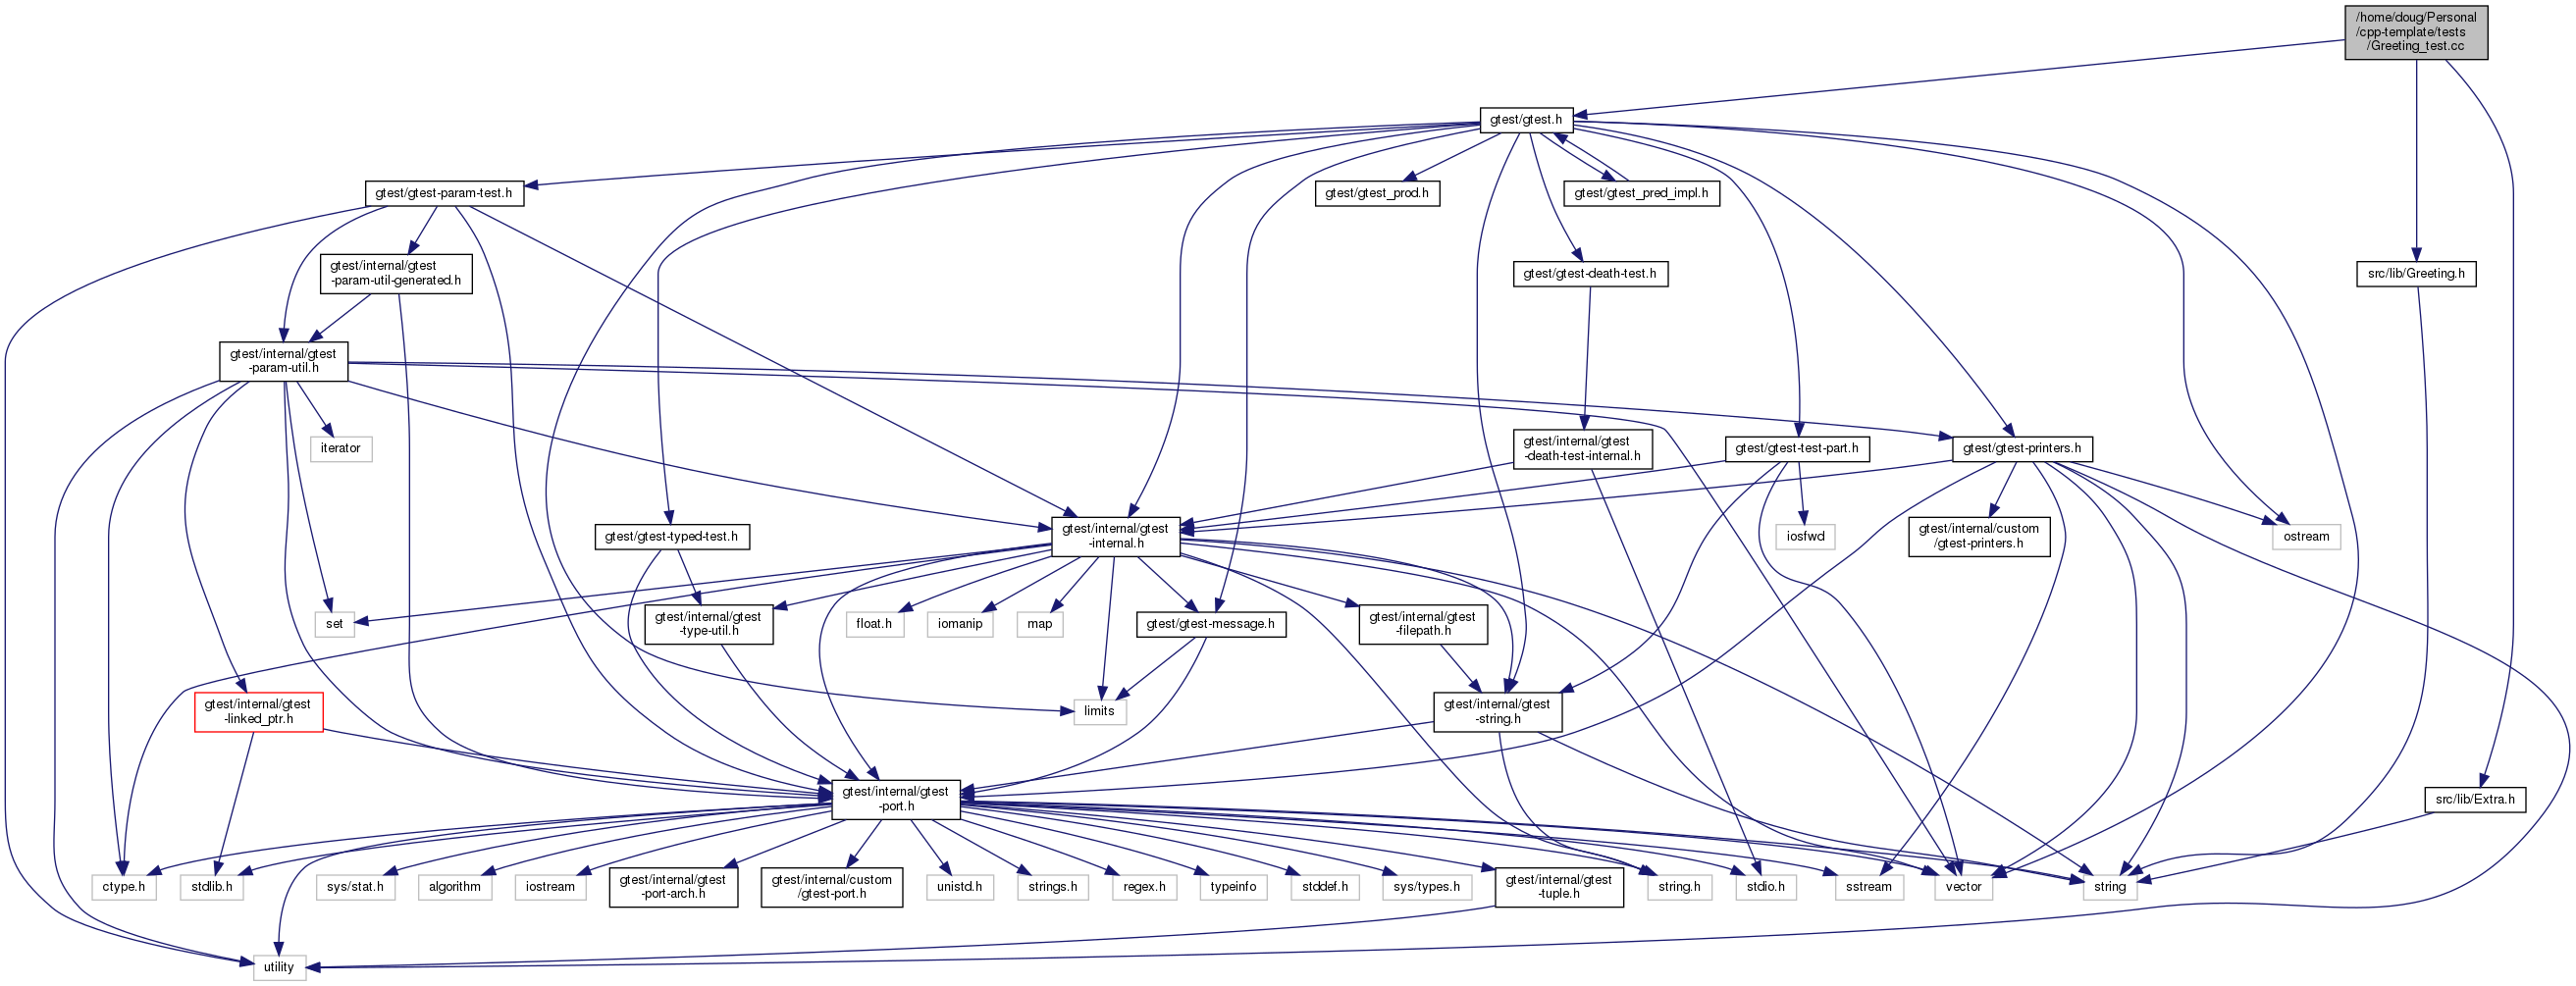 /home/doug/Personal
/cpp-template/tests
/Greeting_test.cc
gtest/gtest.h
gtest/gtest-param-test.h
gtest/gtest_prod.h
gtest/gtest_pred_impl.h
gtest/internal/gtest
-param-util-generated.h
gtest/gtest-death-test.h
src/lib/Greeting.h
gtest/internal/gtest
-param-util.h
iterator
gtest/internal/gtest
-death-test-internal.h
gtest/gtest-test-part.h
gtest/gtest-printers.h
gtest/gtest-typed-test.h
gtest/internal/gtest
-internal.h
iosfwd
gtest/internal/custom
/gtest-printers.h
ostream
set
gtest/internal/gtest
-type-util.h
float.h
iomanip
map
gtest/gtest-message.h
gtest/internal/gtest
-filepath.h
gtest/internal/gtest
-linked_ptr.h
limits
gtest/internal/gtest
-string.h
gtest/internal/gtest
-port.h
src/lib/Extra.h
ctype.h
stdlib.h
sys/stat.h
algorithm
iostream
gtest/internal/gtest
-port-arch.h
gtest/internal/custom
/gtest-port.h
unistd.h
strings.h
regex.h
typeinfo
stddef.h
sys/types.h
gtest/internal/gtest
-tuple.h
string.h
stdio.h
sstream
vector
string
utility